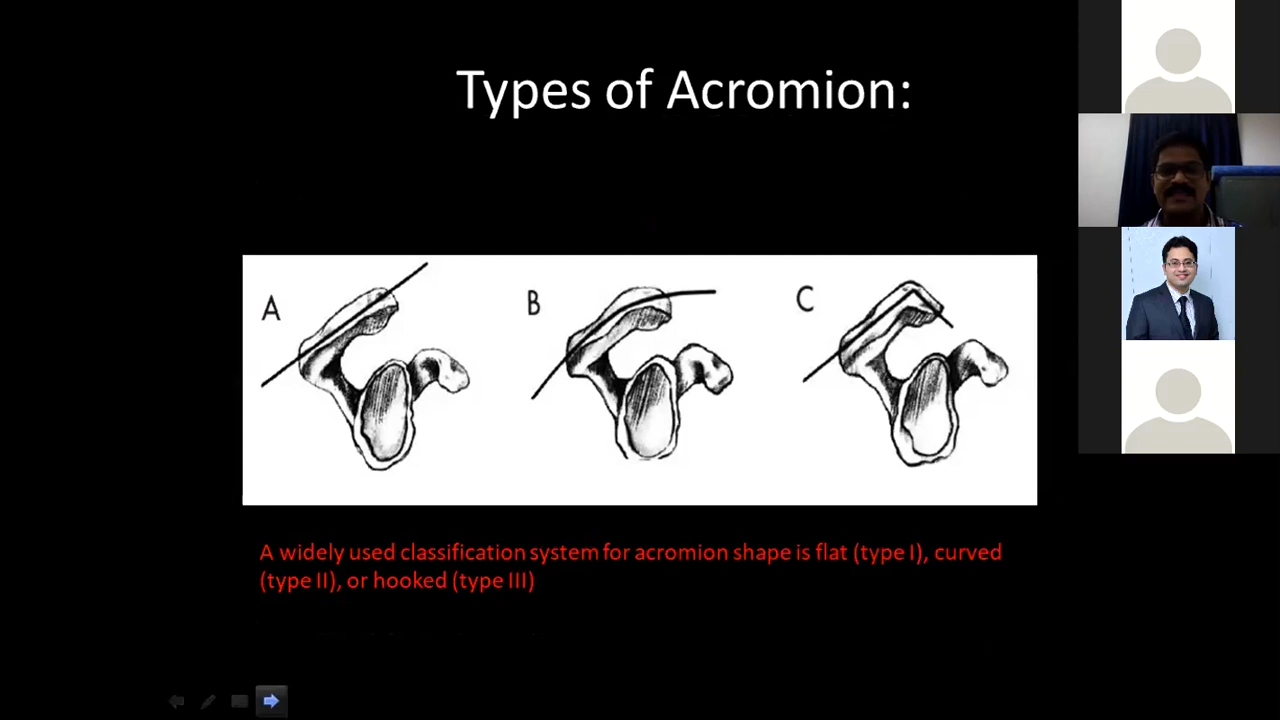 Types of Acromion:
A
B
C
A widely used classification system for acromion shape is flat (type I), curved
(type II), or hooked (type III)